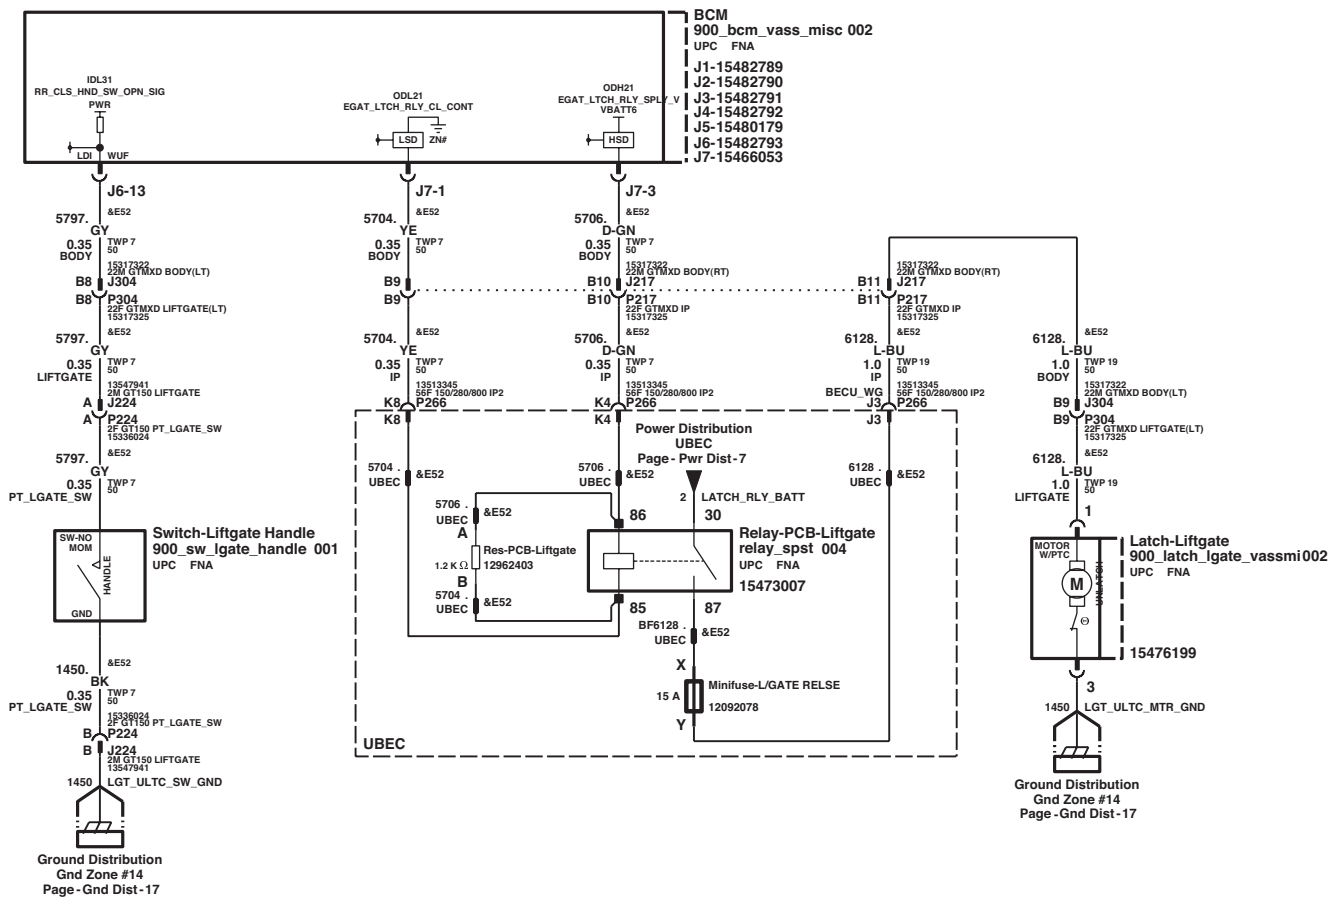 BCM
900_bcm_vass_misc 002
UPC FNA
J1-15482789
J2-15482790
J3-15482791
J4-15482792
J5-15480179
J6-15482793
J7-15466053
IDL31
RR_CLS_HND_SW_OPN_SIG
PWR
LDI WUF
ODL21
EGAT_LTCH_RLY_CL_CONT
LSD ZN#
ODH21
EGAT_LTCH_RLY_SPLY_V
VBATT6
HSD
J6-13
&E52
5797.
GY
0.35 TWP 7
BODY 50
15317322
22M GTMXD BODY(LT)
B8 J304
B8 P304
22F GTMXD LIFTGATE(LT)
15317325
&E52
5797.
GY
0.35 TWP 7
LIFTGATE 50
13547941
2M GT150 LIFTGATE
A J224
A P224
2F GT150 PT_LGATE_SW
15336024
&E52
5797.
GY
0.35 TWP 7
PT_LGATE_SW 50
SW-NO
MOM
HANDLE
GND
Switch-Liftgate Handle
900_sw_lgate_handle 001
UPC FNA
&E52
1450.
BK
0.35 TWP 7
PT_LGATE_SW 50
15336024
2F GT150 PT_LGATE_SW
B P224
B J224
2M GT150 LIFTGATE
13547941
1450 LGT_ULTC_SW_GND
Ground Distribution
Gnd Zone #14
Page - Gnd Dist - 17
J7-1
&E52
5704.
YE
0.35 TWP 7
BODY 50
B9
B9
&E52
5704.
YE
0.35 TWP 7
IP 50
13513345
56F 150/280/800 IP2
K8 P266
K8
5704 . &E52
UBEC
J7-3
&E52
5706.
D-GN
0.35 TWP 7
BODY 50
15317322
22M GTMXD BODY(RT)
B10 J217
B10 P217
22F GTMXD IP
15317325
&E52
5706.
D-GN
0.35 TWP 7
IP 50
13513345
56F 150/280/800 IP2
K4 P266
K4
5706 . &E52
UBEC
Power Distribution
UBEC
Page - Pwr Dist - 7
2 LATCH_RLY_BATT
5706 . &E52
UBEC
A
Res-PCB-Liftgate
1.2 K Ω 12962403
B
5704 . &E52
UBEC
86 30
Relay-PCB-Liftgate
relay_spst 004
UPC FNA
15473007
85 87
BF6128 . &E52
UBEC
X
Minifuse-L/GATE RELSE
15 A
12092078
Y
UBEC
15317322
22M GTMXD BODY(RT)
B11 J217
B11 P217
22F GTMXD IP
15317325
&E52
6128.
L-BU
1.0 TWP 19
IP 50
13513345
BECU_WG 56F 150/280/800 IP2
J3 P266
J3
6128 . &E52
UBEC
&E52
6128.
L-BU
1.0 TWP 19
BODY 50
15317322
22M GTMXD BODY(LT)
B9 J304
B9 P304
22F GTMXD LIFTGATE(LT)
15317325
&E52
6128.
L-BU
1.0 TWP 19
LIFTGATE 50
1
MOTOR
W/PTC
M
UNLATCH
Θ
Latch-Liftgate
900_latch_lgate_vassmi002
UPC FNA
15476199
3
1450 LGT_ULTC_MTR_GND
Ground Distribution
Gnd Zone #14
Page - Gnd Dist - 17